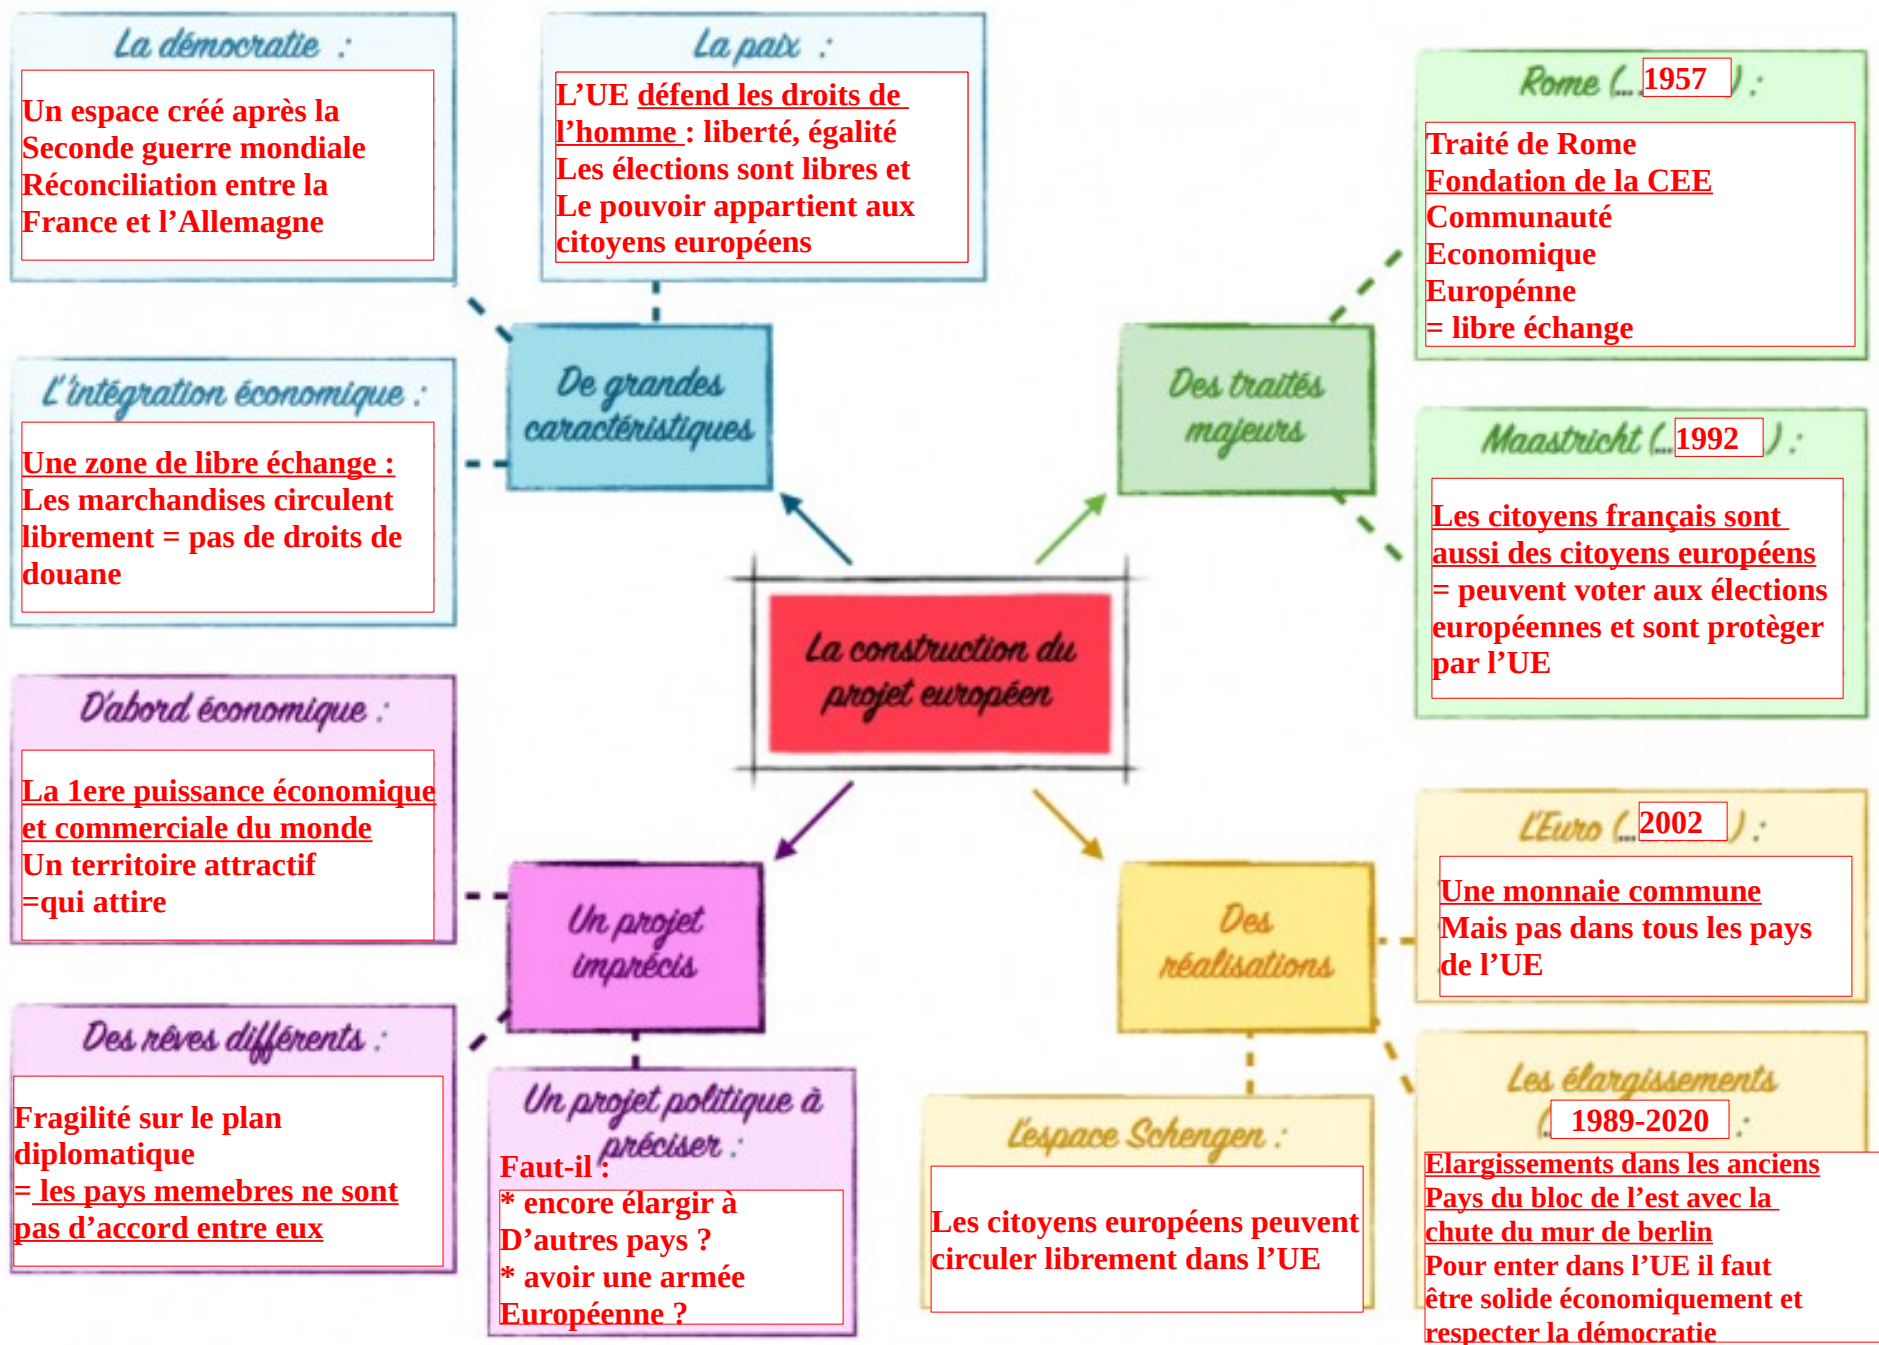 La démocratie :
Un espace créé après la
Seconde guerre mondiale
Réconciliation entre la
France et l’Allemagne
La paix :
L’UE défend les droits de
l’homme : liberté, égalité
Les élections sont libres et
Le pouvoir appartient aux
citoyens européens
Rome (... 1957 ) :
Traité de Rome
Fondation de la CEE
Communauté
Economique
Europénne
= libre échange
De grandes
caractéristiques
Des traités
majeurs
L'intégration économique :
Une zone de libre échange :
Les marchandises circulent
librement = pas de droits de
douane
Maastricht (... 1992 ) :
Les citoyens français sont
aussi des citoyens européens
= peuvent voter aux élections
européennes et sont protèger
par l’UE
La construction du
projet européen
D'abord économique :
La 1ere puissance économique
et commerciale du monde
Un territoire attractif
=qui attire
Un projet
imprécis
Des
réalisations
L'Euro (... 2002 ) :
Une monnaie commune
Mais pas dans tous les pays
de l’UE
Des rêves différents :
Fragilité sur le plan
diplomatique
= les pays memebres ne sont
pas d’accord entre eux
Un projet politique à
préciser :
Faut-il :
* encore élargir à
D’autres pays ?
* avoir une armée
Européenne ?
L'espace Schengen :
Les citoyens européens peuvent
circuler librement dans l’UE
Les élargissements
( 1989-2020 :
Elargissements dans les anciens
Pays du bloc de l’est avec la
chute du mur de berlin
Pour enter dans l’UE il faut
être solide économiquement et
respecter la démocratie